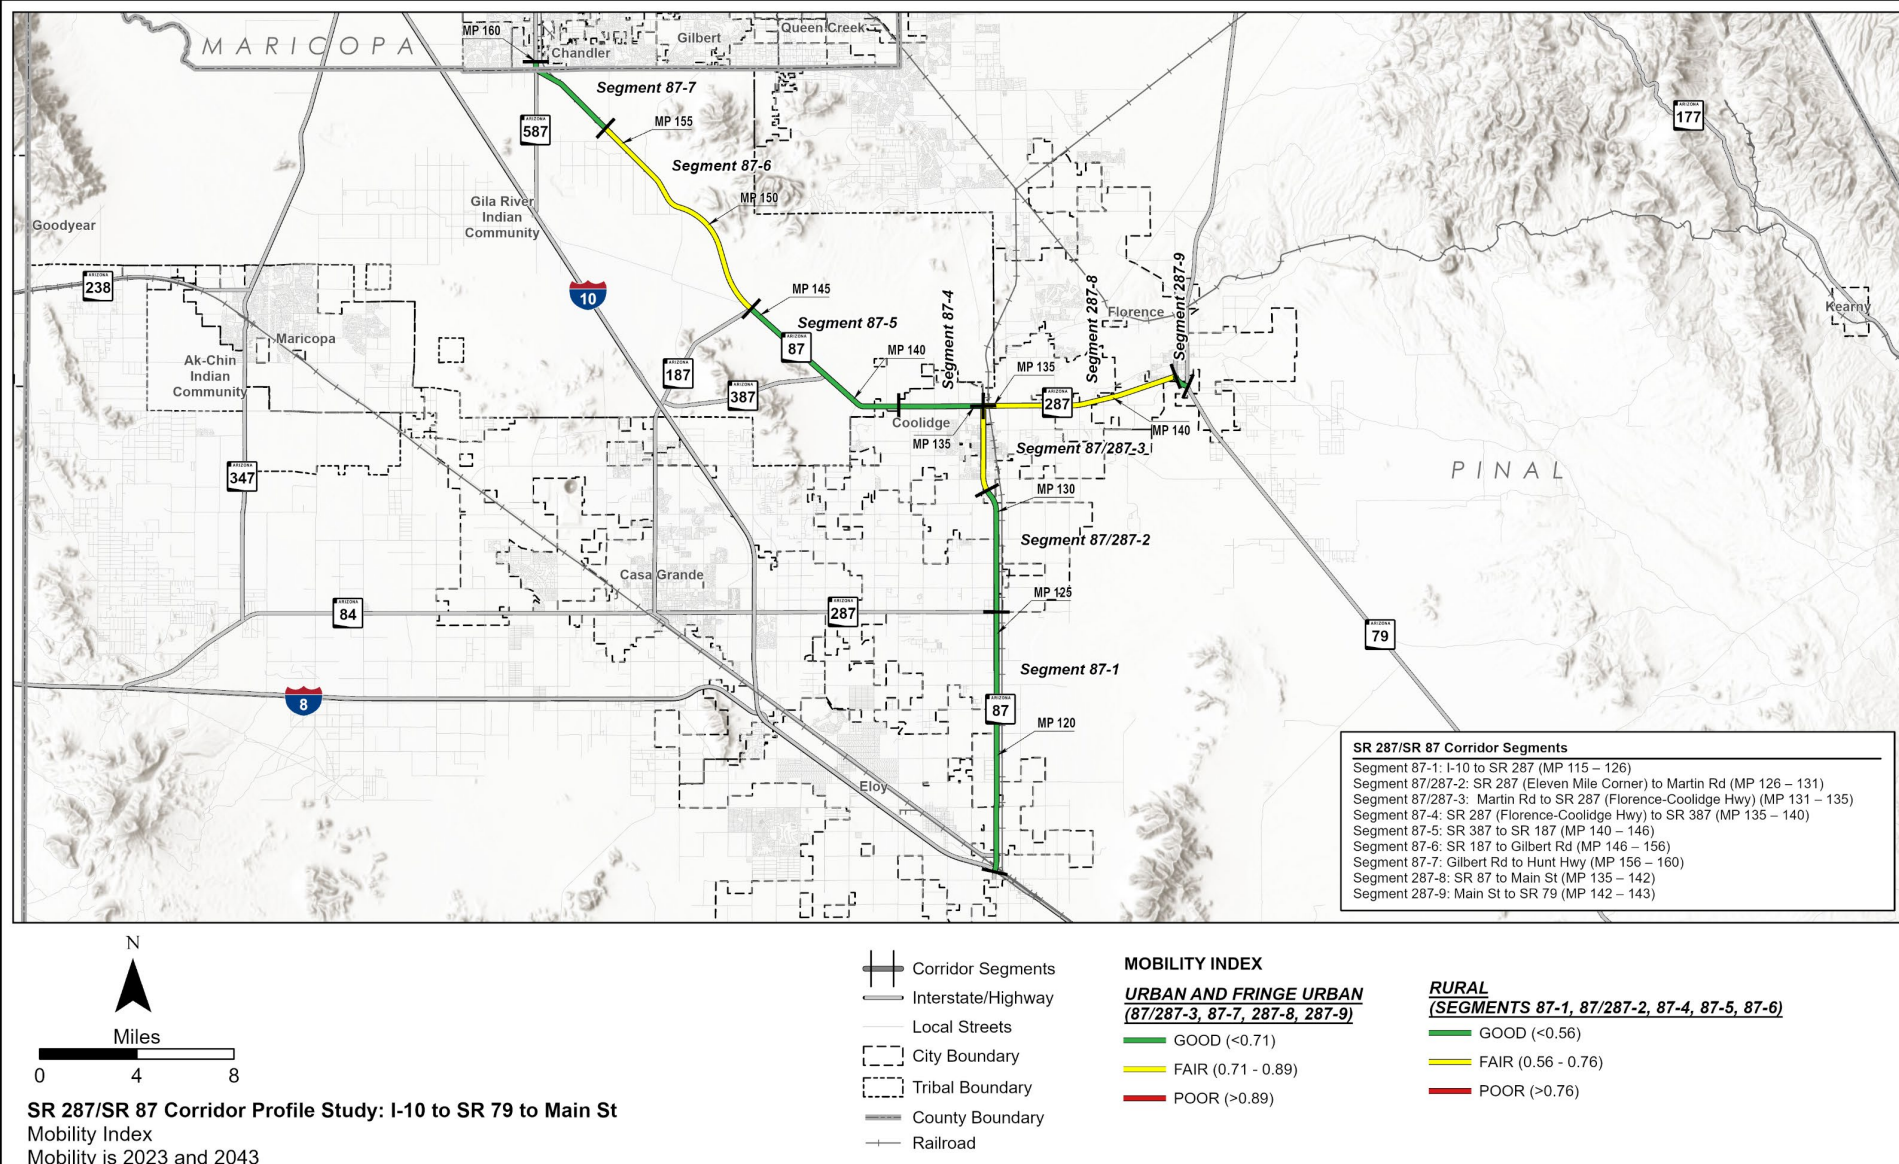 MP 160
Gilbert
Queen Creek
Chandler
MARICOPA
Segment 87-7
ARIZONA
587
MP 155
ARIZONA
177
Segment 87-6
MP 150
Gila River
Indian
Community
Goodyear
ARIZONA
238
10
MP 145
Segment 87-5
ARIZONA
87
Segment 87-4
Segment 287-8
Segment 287-9
Florence
Kearny
Maricopa
Ak-Chin
Indian
Community
ARIZONA
187
MP 140
MP 135
ARIZONA
387
ARIZONA
287
Coolidge
MP 135
MP 140
Segment 87/287-3
ARIZONA
347
PINAL
MP 130
Segment 87/287-2
Casa Grande
MP 125
ARIZONA
84
ARIZONA
287
ARIZONA
79
Segment 87-1
8
ARIZONA
87
MP 120
Eloy
SR 287/SR 87 Corridor Segments
Segment 87-1: I-10 to SR 287 (MP 115 – 126)
Segment 87/287-2: SR 287 (Eleven Mile Corner) to Martin Rd (MP 126 – 131)
Segment 87/287-3: Martin Rd to SR 287 (Florence-Coolidge Hwy) (MP 131 – 135)
Segment 87-4: SR 287 (Florence-Coolidge Hwy) to SR 387 (MP 135 – 140)
Segment 87-5: SR 387 to SR 187 (MP 140 – 146)
Segment 87-6: SR 187 to Gilbert Rd (MP 146 – 156)
Segment 87-7: Gilbert Rd to Hunt Hwy (MP 156 – 160)
Segment 287-8: SR 87 to Main St (MP 135 – 142)
Segment 287-9: Main St to SR 79 (MP 142 – 143)
N
Miles
0 4 8
SR 287/SR 87 Corridor Profile Study: I-10 to SR 79 to Main St
Mobility Index
Mobility is 2023 and 2043
Corridor Segments
Interstate/Highway
Local Streets
City Boundary
Tribal Boundary
County Boundary
Railroad
MOBILITY INDEX
URBAN AND FRINGE URBAN
(87/287-3, 87-7, 287-8, 287-9)
GOOD (<0.71)
FAIR (0.71 - 0.89)
POOR (>0.89)
RURAL
(SEGMENTS 87-1, 87/287-2, 87-4, 87-5, 87-6)
GOOD (<0.56)
FAIR (0.56 - 0.76)
POOR (>0.76)